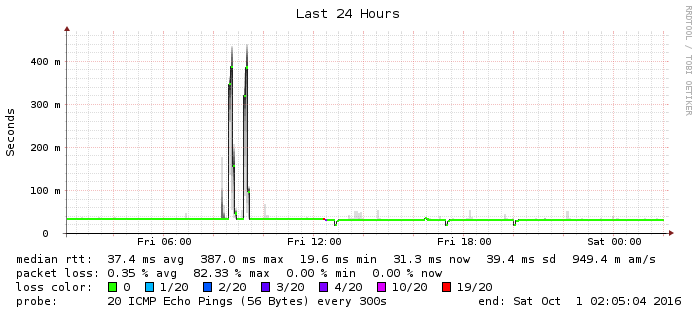 Last 24 Hours
RRDTOOL / TOBI OETIKER
Seconds
400 m
300 m
200 m
100 m
0
Fri 06:00 Fri 12:00 Fri 18:00 Sat 00:00
median rtt: 37.4 ms avg 387.0 ms max 19.6 ms min 31.3 ms now 39.4 ms sd 949.4 m am/s
packet loss: 0.35 % avg 82.33 % max 0.00 % min 0.00 % now
loss color: 0 1/20 2/20 3/20 4/20 10/20 19/20
probe: 20 ICMP Echo Pings (56 Bytes) every 300s end: Sat Oct 1 02:05:04 2016